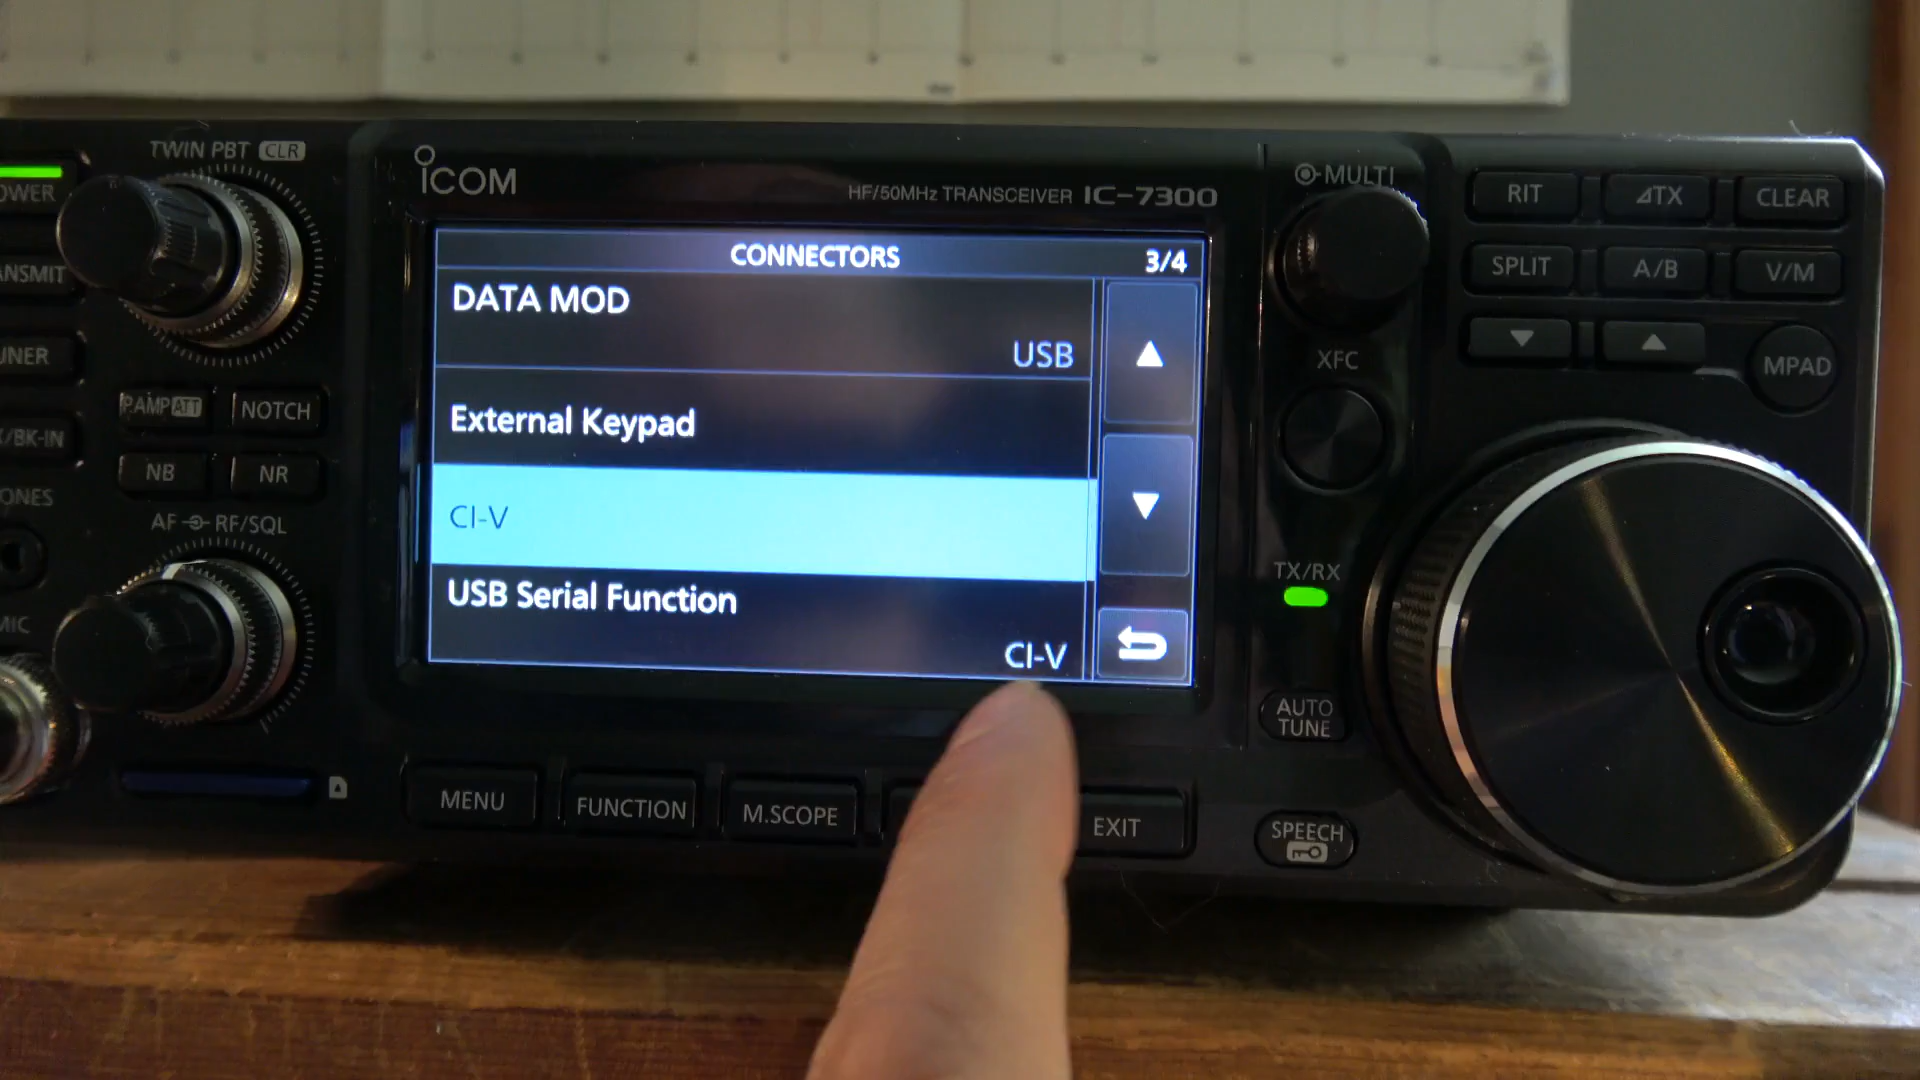 TWIN PBT CLR
ICOM
HF/50MHz TRANSCEIVER IC-7300
MULTI
RIT
⊿TX
CLEAR
OWER
CONNECTORS
3/4
SPLIT
A/B
V/M
ANSMIT
DATA MOD
USB
UNER
XFC
MPAD
P.AMP ATT
NOTCH
External Keypad
/BK-IN
NB
NR
ONES
CI-V
AF RF/SQL
TX/RX
USB Serial Function
CI-V
MIC
AUTO
TUNE
MENU
FUNCTION
M.SCOPE
EXIT
SPEECH